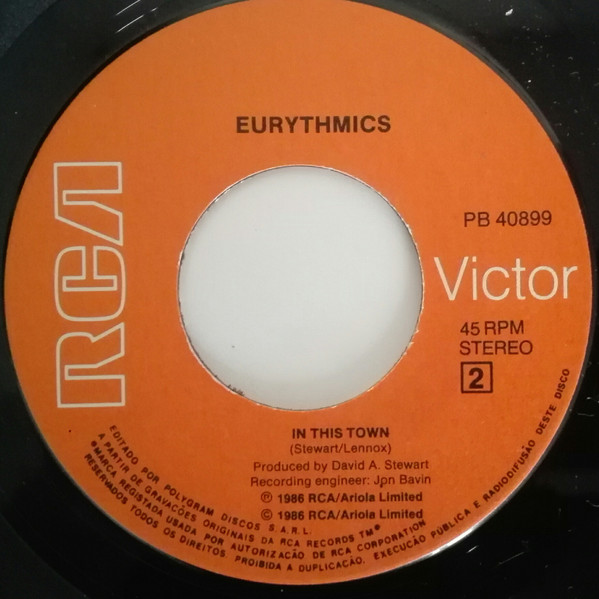 EURYTHMICS
RCA
PB 40899
Victor
45 RPM
STEREO
2
IN THIS TOWN
(Stewart/Lennox)
Produced by David A. Stewart
Recording engineer: Jpn Bavin
℗ 1986 RCA/Ariola Limited
© 1986 RCA/Ariola Limited
EDITADO POR POLYGRAM DISCOS S.A.R.L.
A PARTIR DE GRAVAÇÕES ORIGINAIS DA RCA RECORDS TM®
®MARCA REGISTADA USADA POR AUTORIZAÇÃO DE RCA CORPORATION
RESERVADOS TODOS OS DIREITOS. PROIBIDA A DUPLICAÇÃO, EXECUÇÃO PÚBLICA E RADIODIFUSÃO DESTE DISCO